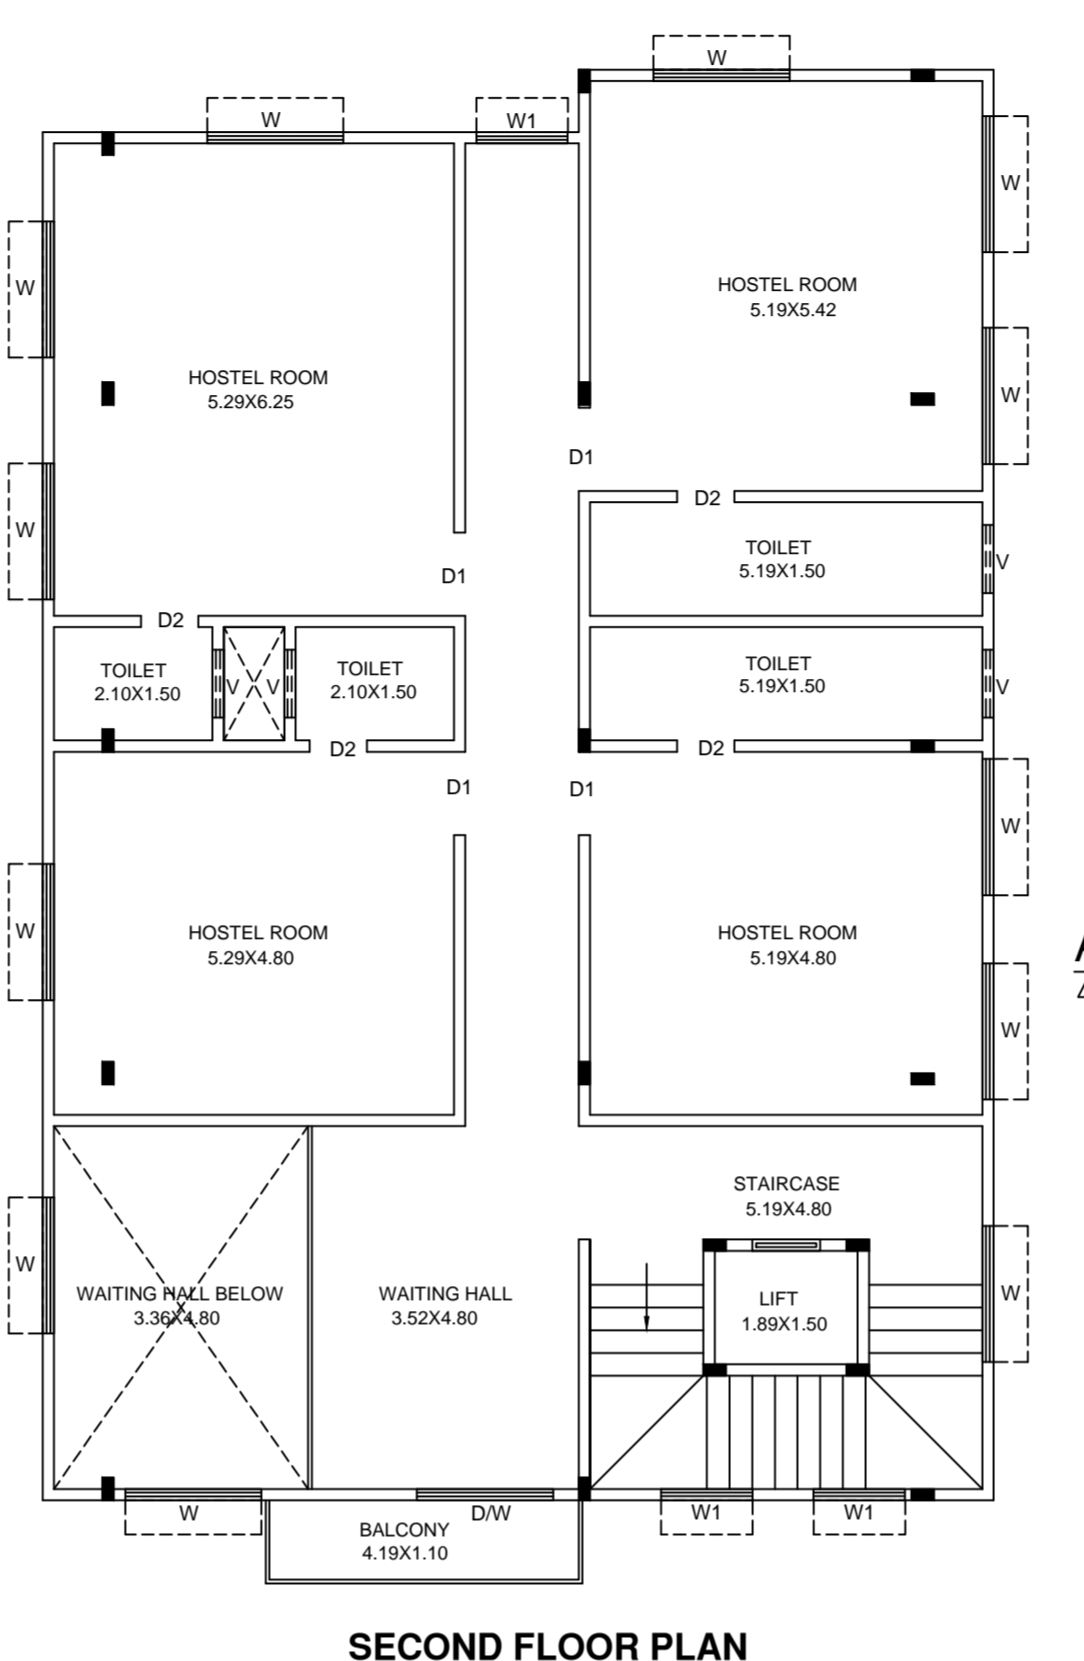 W
W
W1
W
W
HOSTEL ROOM
5.19X5.42
HOSTEL ROOM
5.29X6.25
W
D1
D2
W
TOILET
5.19X1.50
V
D1
D2
TOILET
2.10X1.50
V
V
TOILET
2.10X1.50
TOILET
5.19X1.50
V
D2
D2
D1
D1
W
HOSTEL ROOM
5.29X4.80
W
HOSTEL ROOM
5.19X4.80
W
STAIRCASE
5.19X4.80
W
WAITING HALL BELOW
3.36X4.80
WAITING HALL
3.52X4.80
LIFT
1.89X1.50
W
W
D/W
W1
W1
BALCONY
4.19X1.10
SECOND FLOOR PLAN